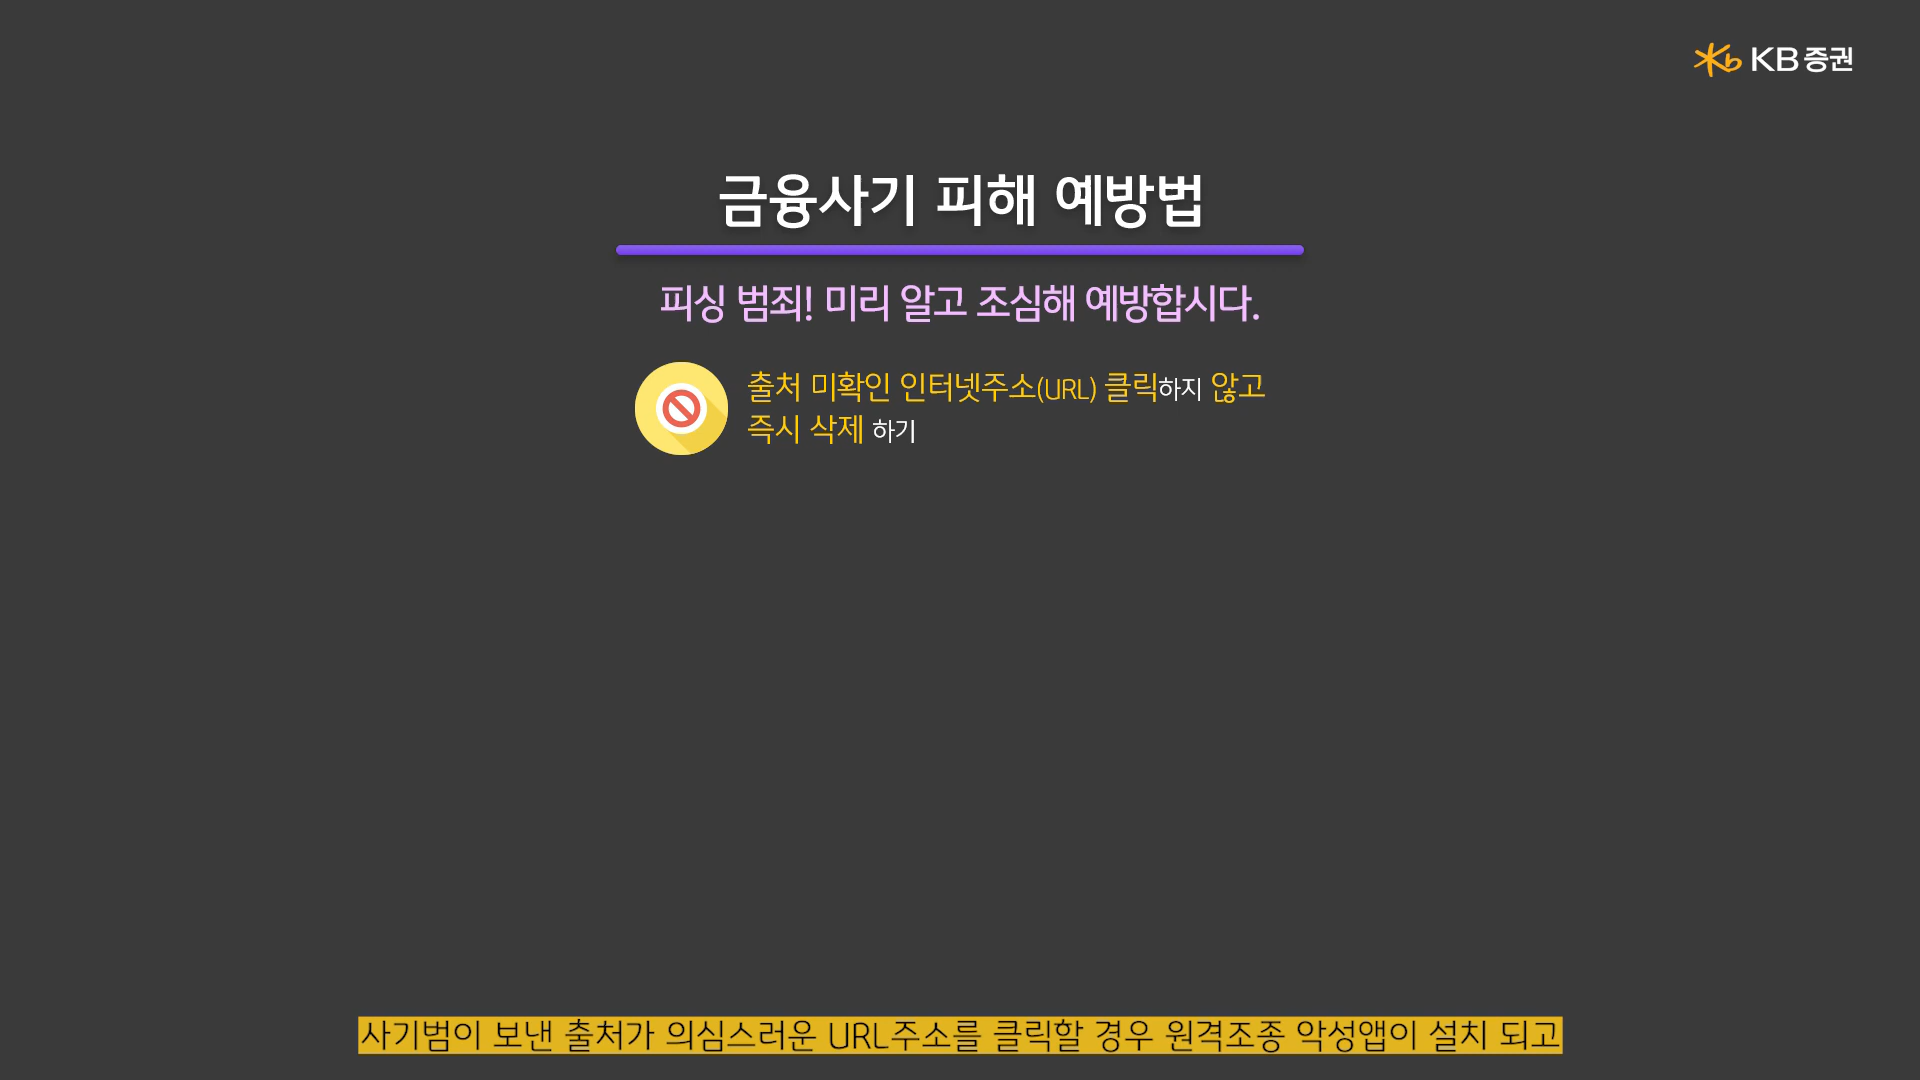 KB증권
금융사기 피해 예방법
피싱 범죄! 미리 알고 조심해 예방합시다.
출처 미확인 인터넷주소(URL) 클릭하지 않고
즉시 삭제 하기
사기범이 보낸 출처가 의심스러운 URL주소를 클릭할 경우 원격조종 악성앱이 설치 되고